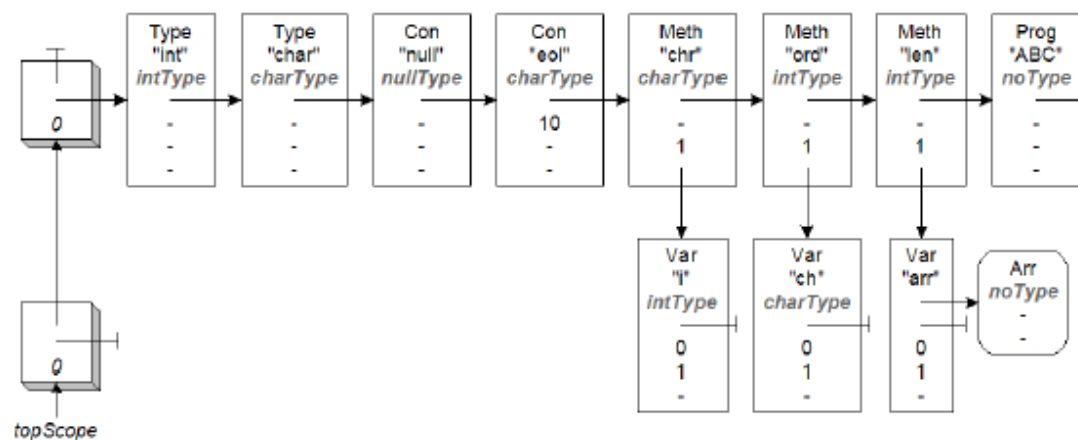 Type
"int"
intType
-
-
-
Type
"char"
charType
-
-
-
Con
"null"
nullType
-
-
-
Con
"eol"
charType
10
-
-
Meth
"chr"
charType
-
1
Meth
"ord"
intType
-
1
Meth
"len"
intType
-
1
Prog
"ABC"
noType
-
-
-
0
Var
"i"
intType
0
1
-
Var
"ch"
charType
0
1
-
Var
"arr"
0
1
-
Arr
noType
-
-
0
topScope